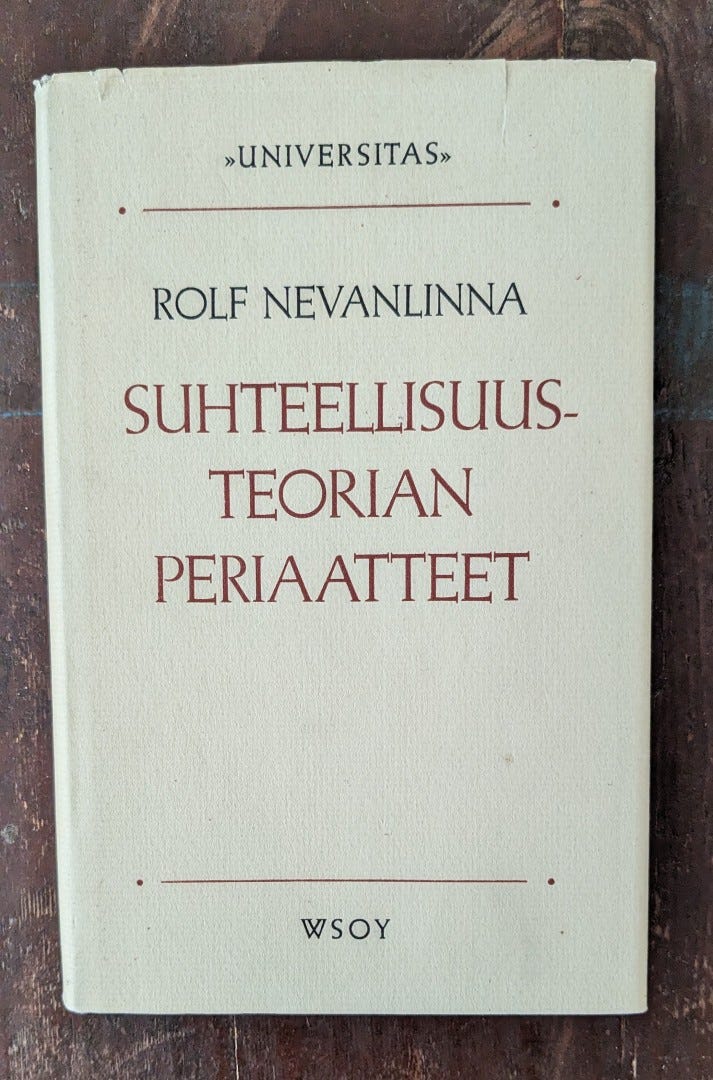 »UNIVERSITAS»
ROLF NEVANLINNA
SUHTEELLISUUS-
TEORIAN
PERIAATTEET
WSOY